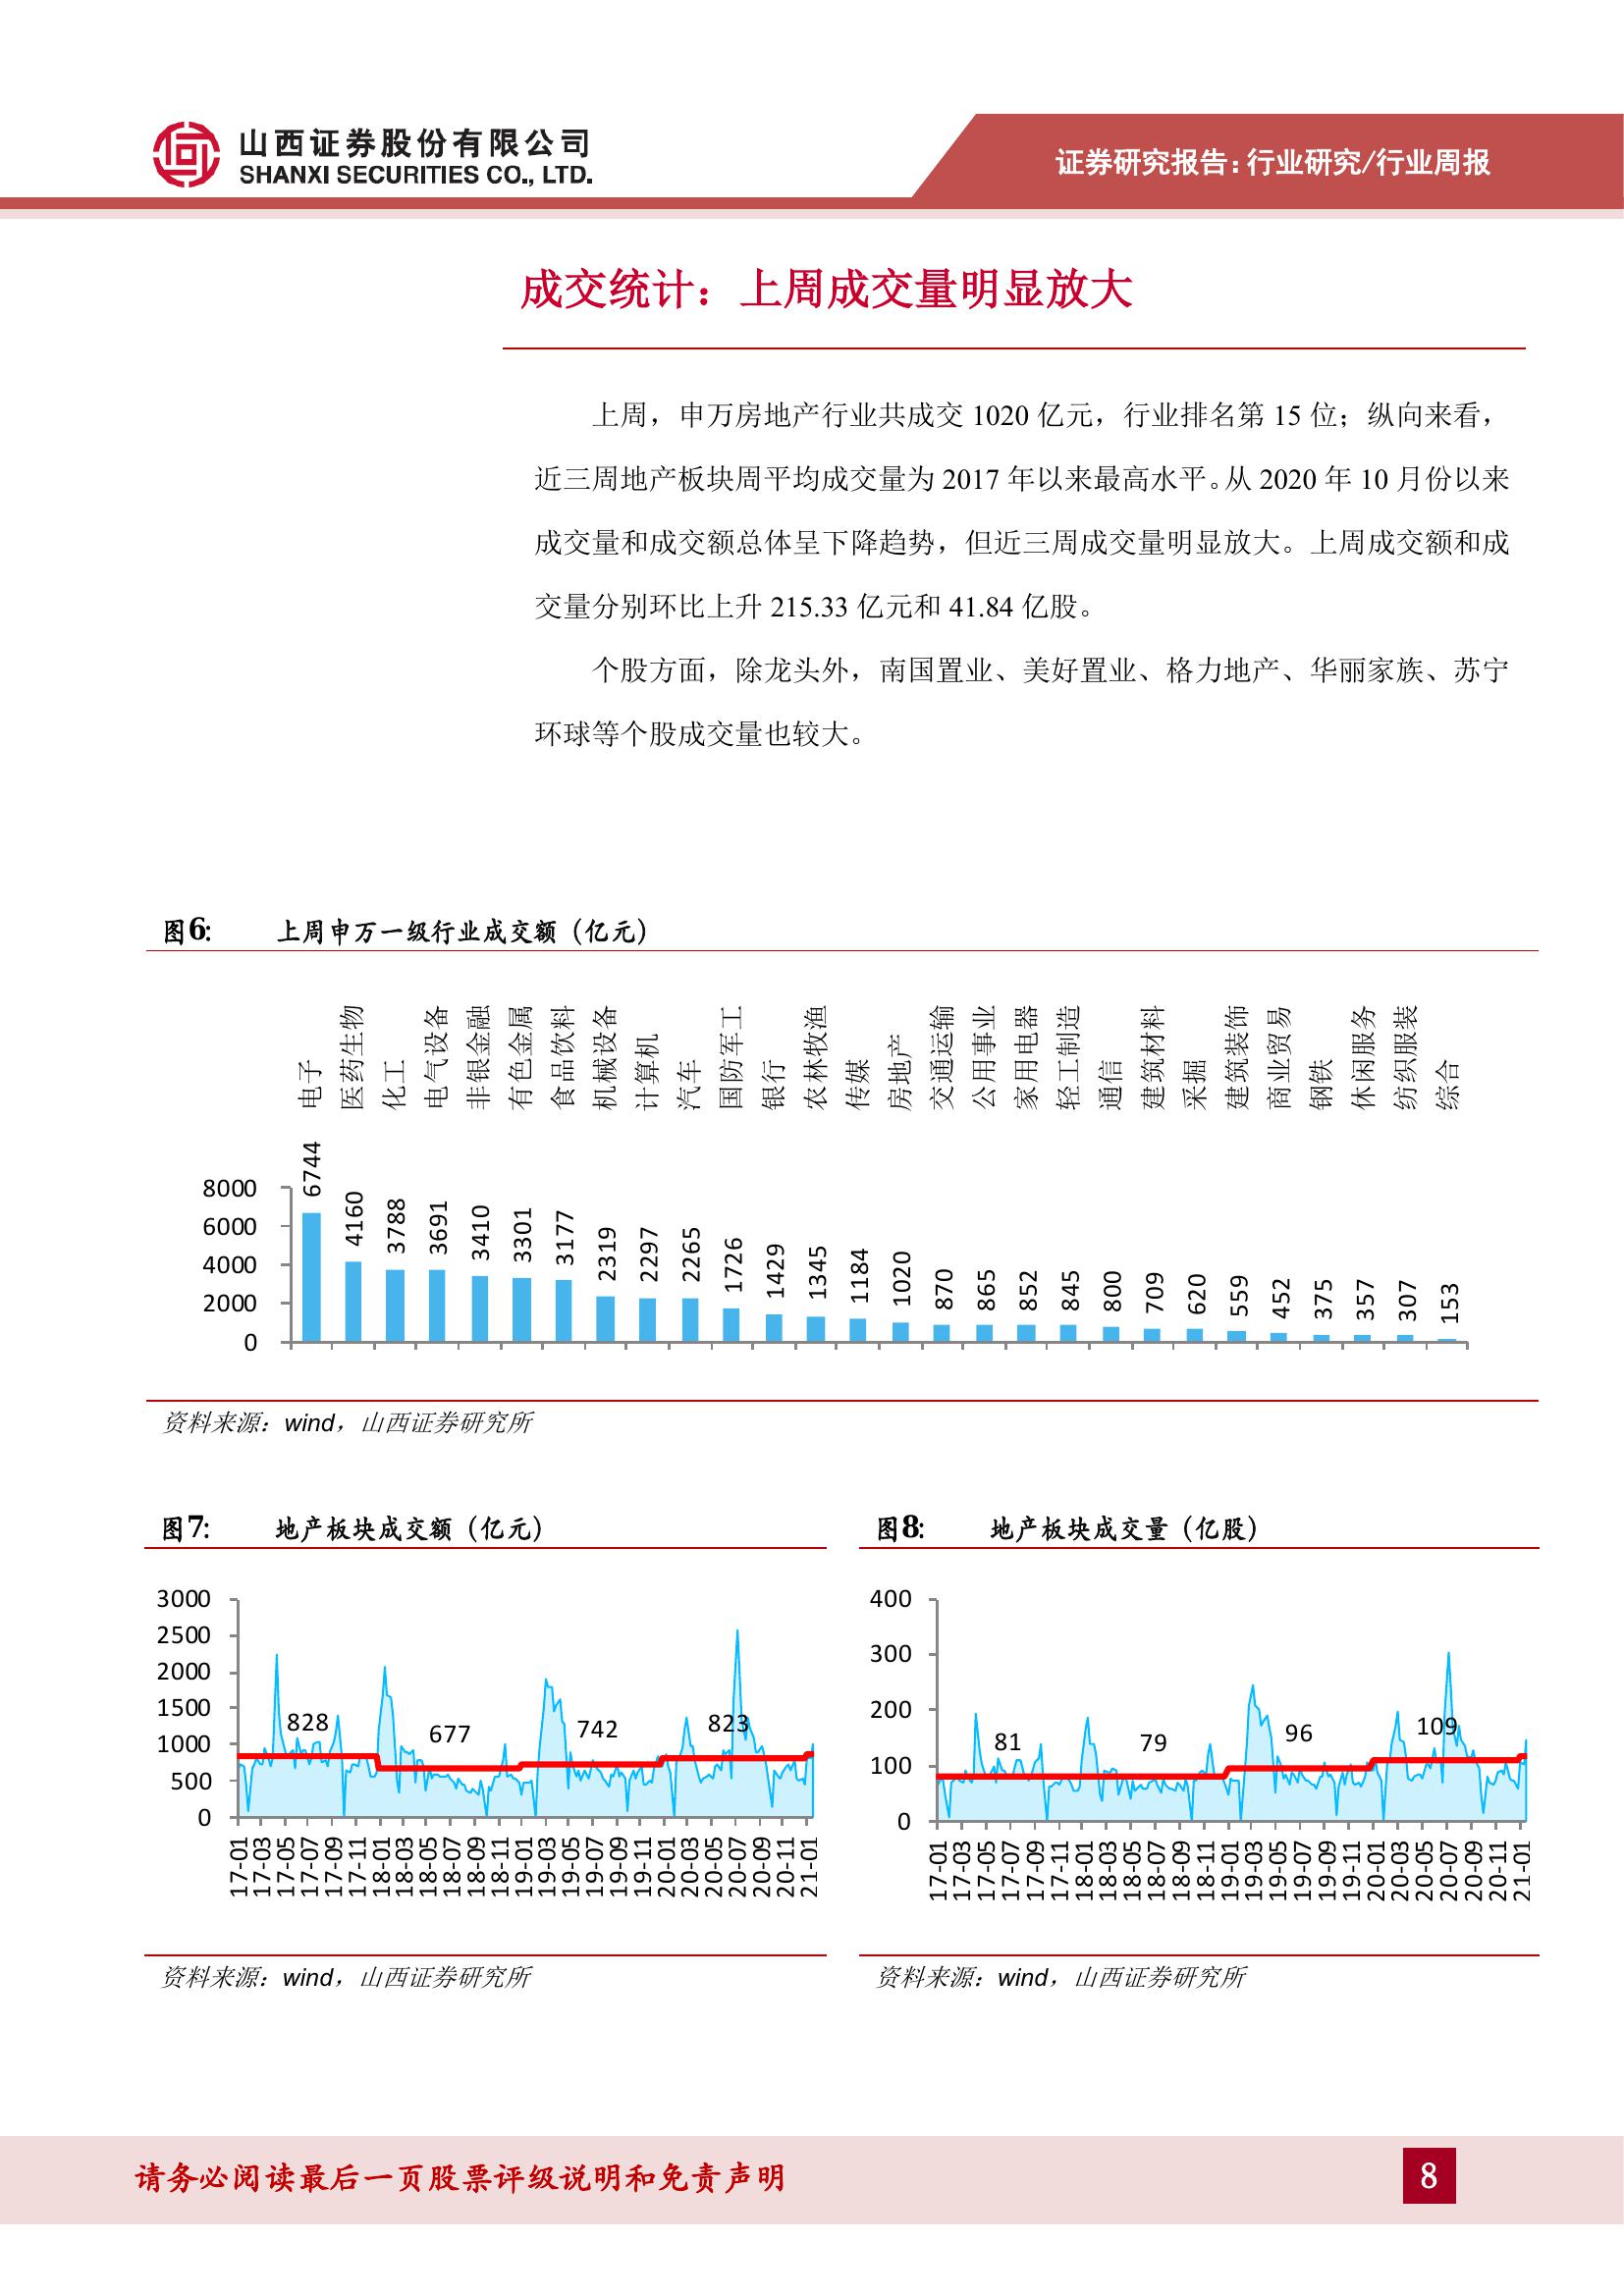 山西证券股份有限公司
SHANXI SECURITIES CO., LTD.
证券研究报告:行业研究/行业周报
成交统计：上周成交量明显放大
上周，申万房地产行业共成交 1020 亿元，行业排名第 15 位；纵向来看，
近三周地产板块周平均成交量为 2017 年以来最高水平。从 2020 年 10 月份以来
成交量和成交额总体呈下降趋势，但近三周成交量明显放大。上周成交额和成
交量分别环比上升 215.33 亿元和 41.84 亿股。
个股方面，除龙头外，南国置业、美好置业、格力地产、华丽家族、苏宁
环球等个股成交量也较大。
图6: 上周申万一级行业成交额（亿元）
电子 医药生物 化工 电气设备 非银金融 有色金属 食品饮料 机械设备 计算机 汽车 国防军工 银行 农林牧渔 传媒 房地产 交通运输 公用事业 家用电器 轻工制造 通信 建筑材料 采掘 建筑装饰 商业贸易 钢铁 休闲服务 纺织服装 综合
6744 4160 3788 3691 3410 3301 3177 2319 2297 2265 1726 1429 1345 1184 1020 870 865 852 845 800 709 620 559 452 375 357 307 153
8000
6000
4000
2000
0
资料来源：wind，山西证券研究所
图7: 地产板块成交额（亿元）
3000
2500
2000
1500
1000
500
0
828 677 742 823
17-01 17-03 17-05 17-07 17-09 17-11 18-01 18-03 18-05 18-07 18-09 18-11 19-01 19-03 19-05 19-07 19-09 19-11 20-01 20-03 20-05 20-07 20-09 20-11 21-01
资料来源：wind，山西证券研究所
图8: 地产板块成交量（亿股）
400
300
200
100
0
81 79 96 109
17-01 17-03 17-05 17-07 17-09 17-11 18-01 18-03 18-05 18-07 18-09 18-11 19-01 19-03 19-05 19-07 19-09 19-11 20-01 20-03 20-05 20-07 20-09 20-11 21-01
资料来源：wind，山西证券研究所
请务必阅读最后一页股票评级说明和免责声明
8